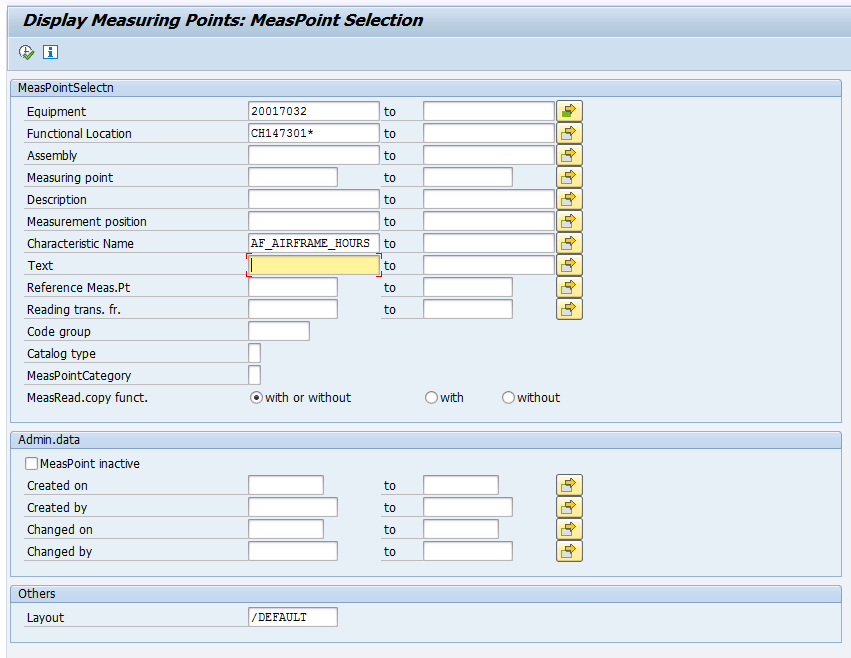 Display Measuring Points: MeasPoint Selection
MeasPointSelectn
Equipment 20017032 to
Functional Location CH147301* to
Assembly to
Measuring point to
Description to
Measurement position to
Characteristic Name AF_AIRFRAME_HOURS to
Text to
Reference Meas.Pt to
Reading trans. fr. to
Code group
Catalog type
MeasPointCategory
MeasRead.copy funct. with or without with without
Admin.data
MeasPoint inactive
Created on to
Created by to
Changed on to
Changed by to
Others
Layout /DEFAULT